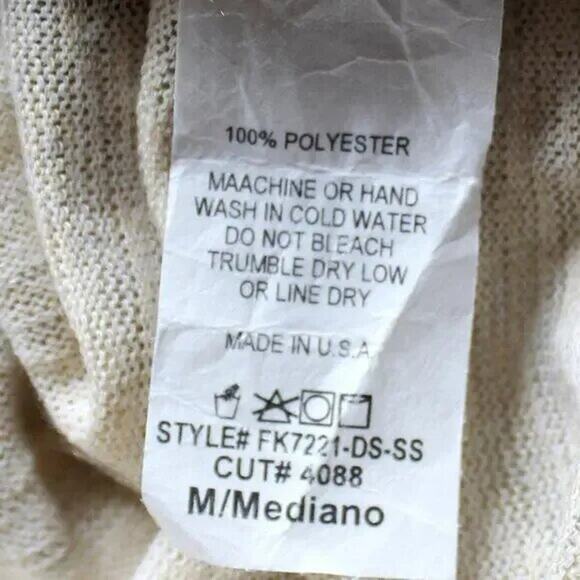 100% POLYESTER
MAACHINE OR HAND
WASH IN COLD WATER
DO NOT BLEACH
TRUMBLE DRY LOW
OR LINE DRY
MADE IN U.S.A
STYLE# FK7221-DS-SS
CUT# 4088
M/Mediano